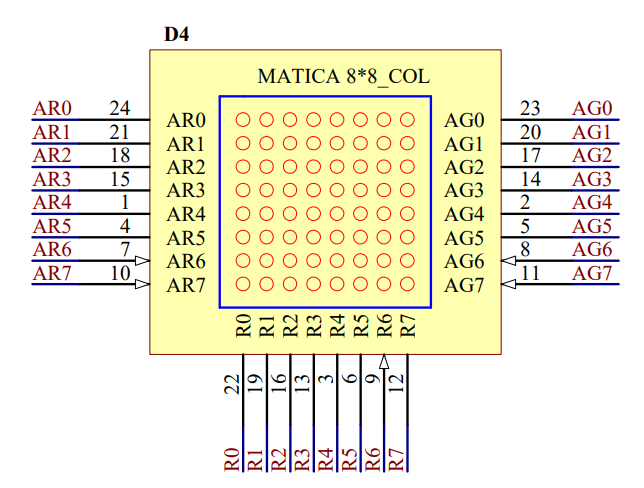 D4
MATICA 8*8_COL
AR0 24 AR0 AG0 23 AG0
AR1 21 AR1 AG1 20 AG1
AR2 18 AR2 AG2 17 AG2
AR3 15 AR3 AG3 14 AG3
AR4 1 AR4 AG4 2 AG4
AR5 4 AR5 AG5 5 AG5
AR6 7 AR6 AG6 8 AG6
AR7 10 AR7 AG7 11 AG7
R0 R1 R2 R3 R4 R5 R6 R7
22 19 16 13 3 6 9 12
R0 R1 R2 R3 R4 R5 R6 R7